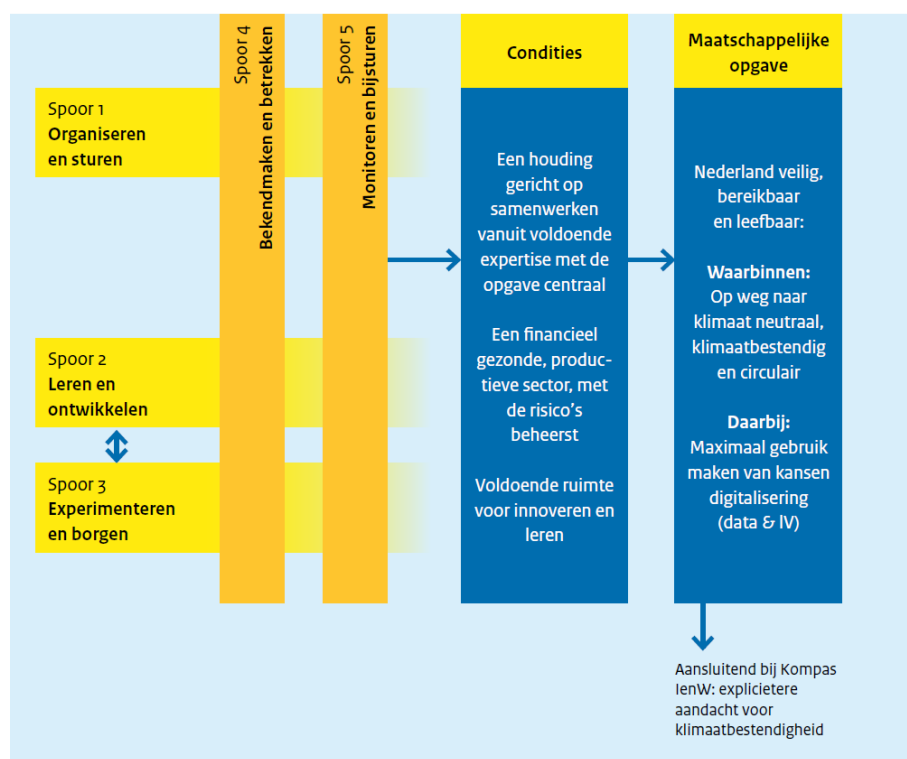 Spoor 1
Organiseren
en sturen
Spoor 2
Leren en
ontwikkelen
Spoor 3
Experimenteren
en borgen
Spoor 4
Bekendmaken en betrekken
Spoor 5
Monitoren en bijsturen
Condities
Een houding
gericht op
samenwerken
vanuit voldoende
expertise met de
opgave centraal
Een financieel
gezonde, produc-
tieve sector, met
de risico’s
beheerst
Voldoende ruimte
voor innoveren en
leren
Maatschappelijke
opgave
Nederland veilig,
bereikbaar
en leefbaar:
Waarbinnen:
Op weg naar
klimaat neutraal,
klimaatbestendig
en circulair
Daarbij:
Maximaal gebruik
maken van kansen
digitalisering
(data & IV)
Aansluitend bij Kompas
IenW: explicietere
aandacht voor
klimaatbestendigheid